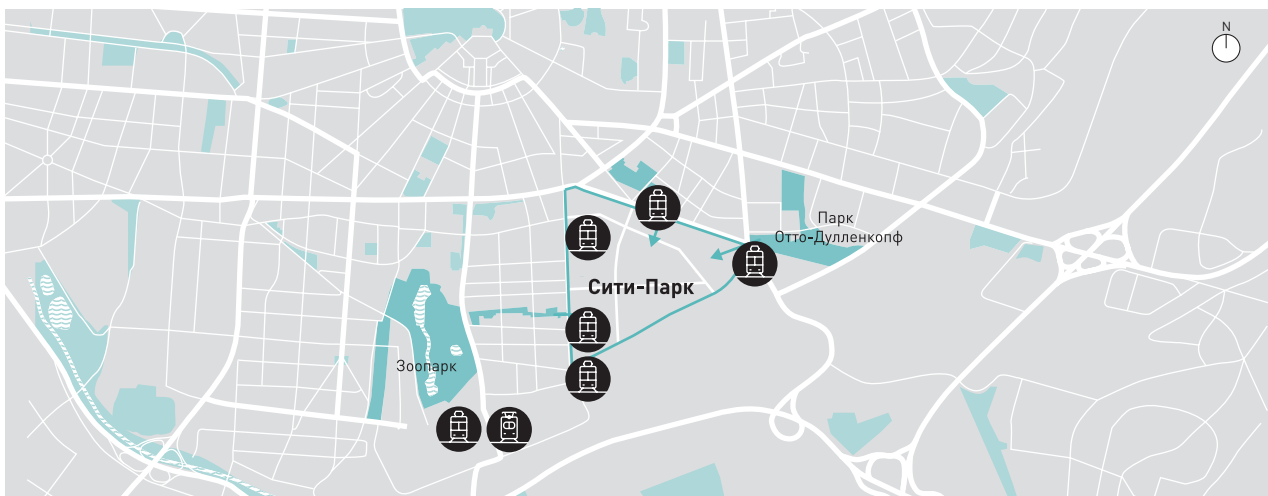 N
Парк
Отто-Дулленкопф
Сити-Парк
Зоопарк